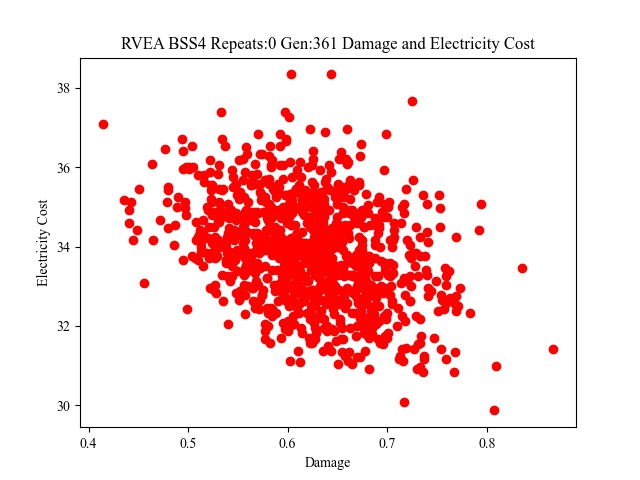 RVEA BSS4 Repeats:0 Gen:361 Damage and Electricity Cost
38
36
34
32
30
Electricity Cost
0.4 0.5 0.6 0.7 0.8
Damage